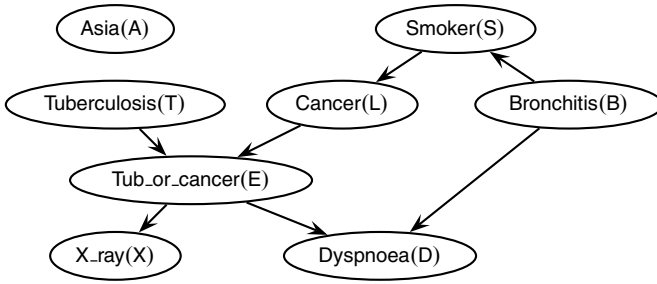 Asia(A)
Smoker(S)
Tuberculosis(T)
Cancer(L)
Bronchitis(B)
Tub_or_cancer(E)
X_ray(X)
Dyspnoea(D)